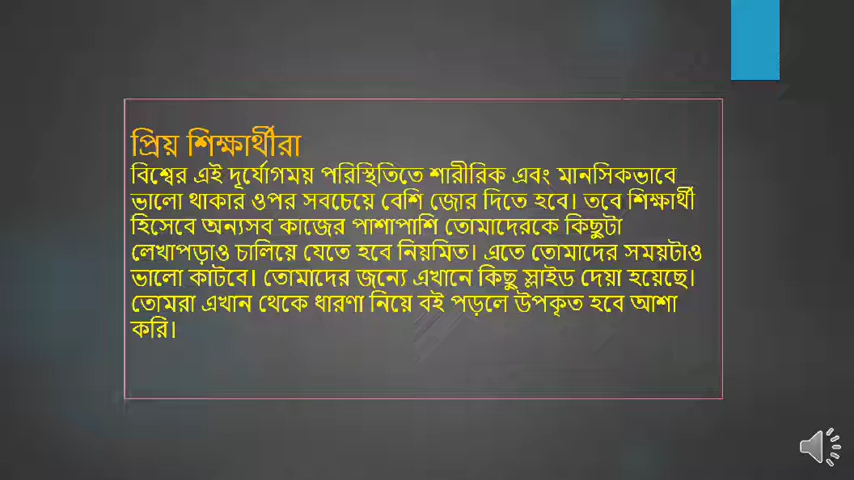 প্রিয় শিক্ষার্থীরা
বিশ্বের এই দূর্যোগময় পরিস্থিতিতে শারীরিক এবং মানসিকভাবে
ভালো থাকার ওপর সবচেয়ে বেশি জোর দিতে হবে। তবে শিক্ষার্থী
হিসেবে অন্যসব কাজের পাশাপাশি তোমাদেরকে কিছুটা
লেখাপড়াও চালিয়ে যেতে হবে নিয়মিত। এতে তোমাদের সময়টাও
ভালো কাটবে। তোমাদের জন্যে এখানে কিছু স্লাইড দেয়া হয়েছে।
তোমরা এখান থেকে ধারণা নিয়ে বই পড়লে উপকৃত হবে আশা
করি।